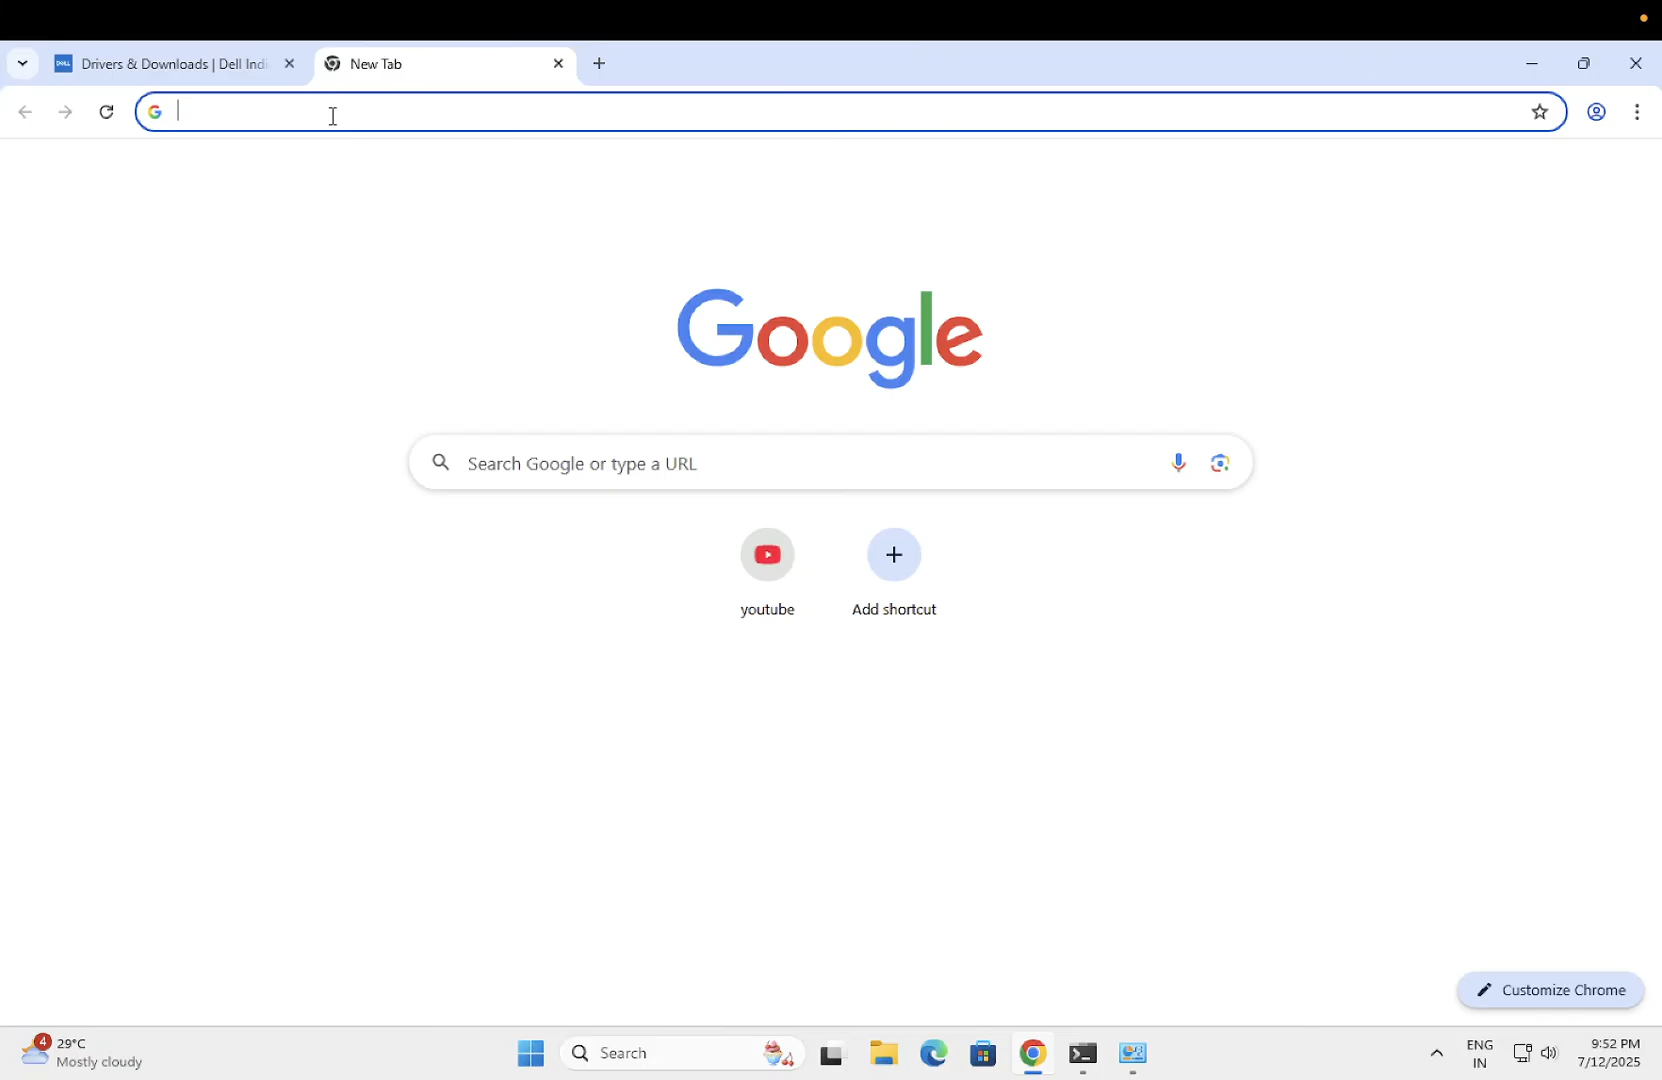 Drivers & Downloads | Dell Indi
New Tab
Google
Search Google or type a URL
youtube
Add shortcut
Customize Chrome
4
29°C
Mostly cloudy
Search
ENG
IN
9:52 PM
7/12/2025